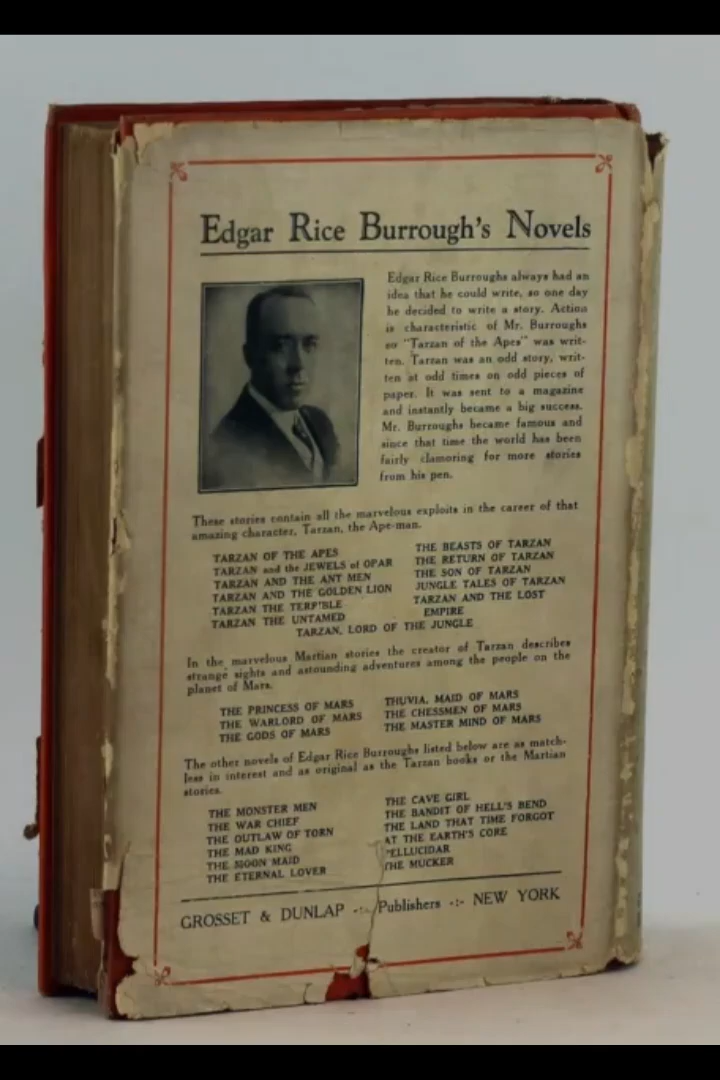 Edgar Rice Burrough's Novels
Edgar Rice Burroughs always had an
idea that he could write, so one day
he decided to write a story. Action
is characteristic of Mr. Burroughs
so "Tarzan of the Apes" was writ-
ten. Tarzan was an odd story, writ-
ten at odd times on odd pieces of
paper. It was sent to a magazine
and instantly became a big success.
Mr. Burroughs became famous and
since that time the world has been
fairly clamoring for more stories
from his pen.
These stories contain all the marvelous exploits in the career of that
amazing character, Tarzan, the Ape-man.
TARZAN OF THE APES
TARZAN and the JEWELS of OPAR
TARZAN AND THE ANT MEN
TARZAN AND THE GOLDEN LION
TARZAN THE TERRIBLE
TARZAN THE UNTAMED
THE BEASTS OF TARZAN
THE RETURN OF TARZAN
THE SON OF TARZAN
JUNGLE TALES OF TARZAN
TARZAN AND THE LOST
EMPIRE
TARZAN, LORD OF THE JUNGLE
In the marvelous Martian stories the creator of Tarzan describes
strange sights and astounding adventures among the people on the
planet of Mars.
THE PRINCESS OF MARS
THE WARLORD OF MARS
THE GODS OF MARS
THUVIA, MAID OF MARS
THE CHESSMEN OF MARS
THE MASTER MIND OF MARS
The other novels of Edgar Rice Burroughs listed below are as match-
less in interest and as original as the Tarzan books or the Martian
stories.
THE MONSTER MEN
THE WAR CHIEF
THE OUTLAW OF TORN
THE MAD KING
THE MOON MAID
THE ETERNAL LOVER
THE CAVE GIRL
THE BANDIT OF HELL'S BEND
THE LAND THAT TIME FORGOT
AT THE EARTH'S CORE
PELLUCIDAR
THE MUCKER
GROSSET & DUNLAP -:- Publishers -:- NEW YORK